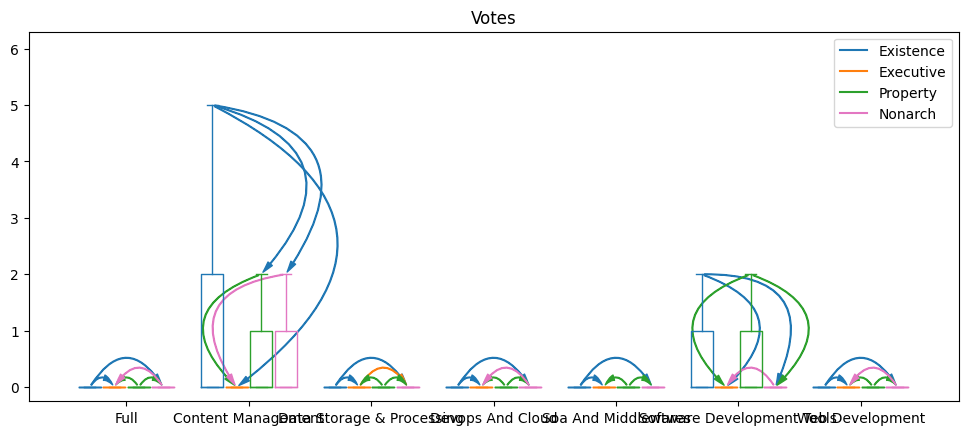 Votes
6
5
4
3
2
1
0
Existence
Executive
Property
Nonarch
Full
Content Management
Data Storage & Processing
Devops And Cloud
Soa And Middleware
Software Development Tools
Web Development